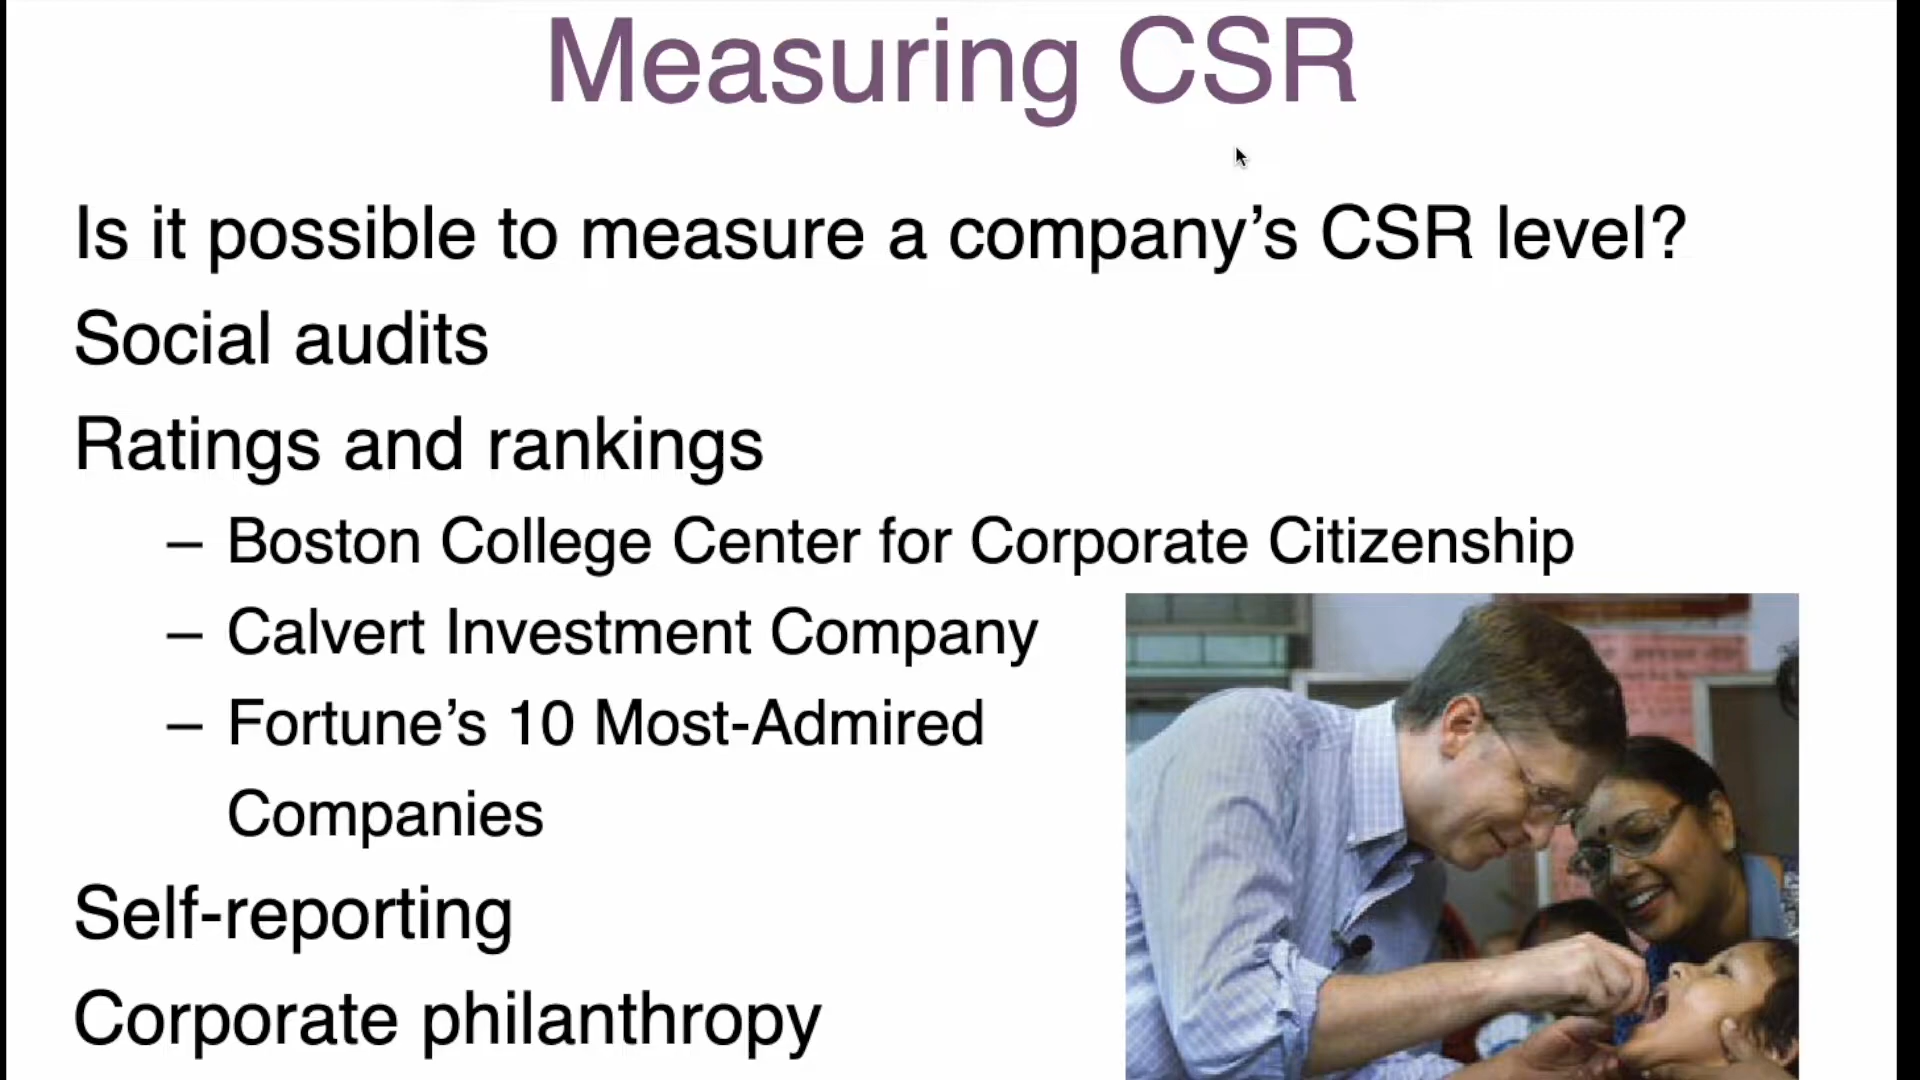 Measuring CSR
Is it possible to measure a company’s CSR level?
Social audits
Ratings and rankings
– Boston College Center for Corporate Citizenship
– Calvert Investment Company
– Fortune’s 10 Most-Admired
Companies
Self-reporting
Corporate philanthropy